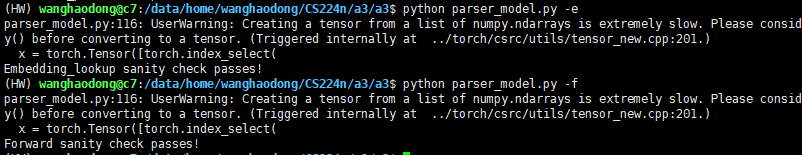 (HW) wanghaodong@c7:/data/home/wanghaodong/CS224n/a3/a3$ python parser_model.py -e
parser_model.py:116: UserWarning: Creating a tensor from a list of numpy.ndarrays is extremely slow. Please consid
y() before converting to a tensor. (Triggered internally at  ../torch/csrc/utils/tensor_new.cpp:201.)
  x = torch.Tensor([torch.index_select(
Embedding_lookup sanity check passes!
(HW) wanghaodong@c7:/data/home/wanghaodong/CS224n/a3/a3$ python parser_model.py -f
parser_model.py:116: UserWarning: Creating a tensor from a list of numpy.ndarrays is extremely slow. Please consid
y() before converting to a tensor. (Triggered internally at  ../torch/csrc/utils/tensor_new.cpp:201.)
  x = torch.Tensor([torch.index_select(
Forward sanity check passes!